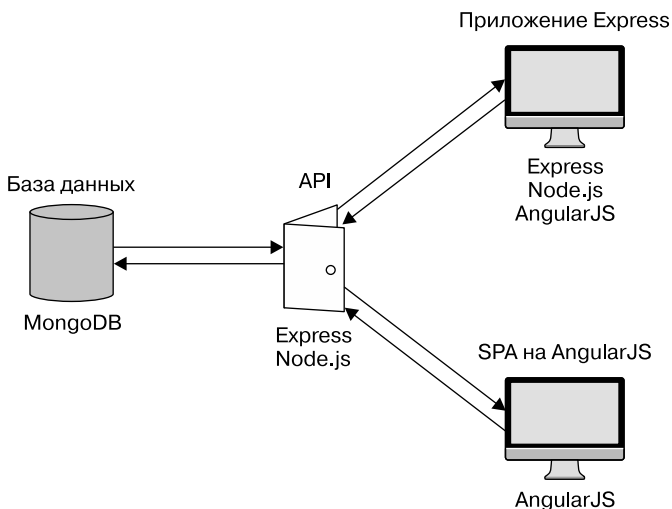 Приложение Express
Express
Node.js
AngularJS
База данных
MongoDB
API
Express
Node.js
SPA на AngularJS
AngularJS